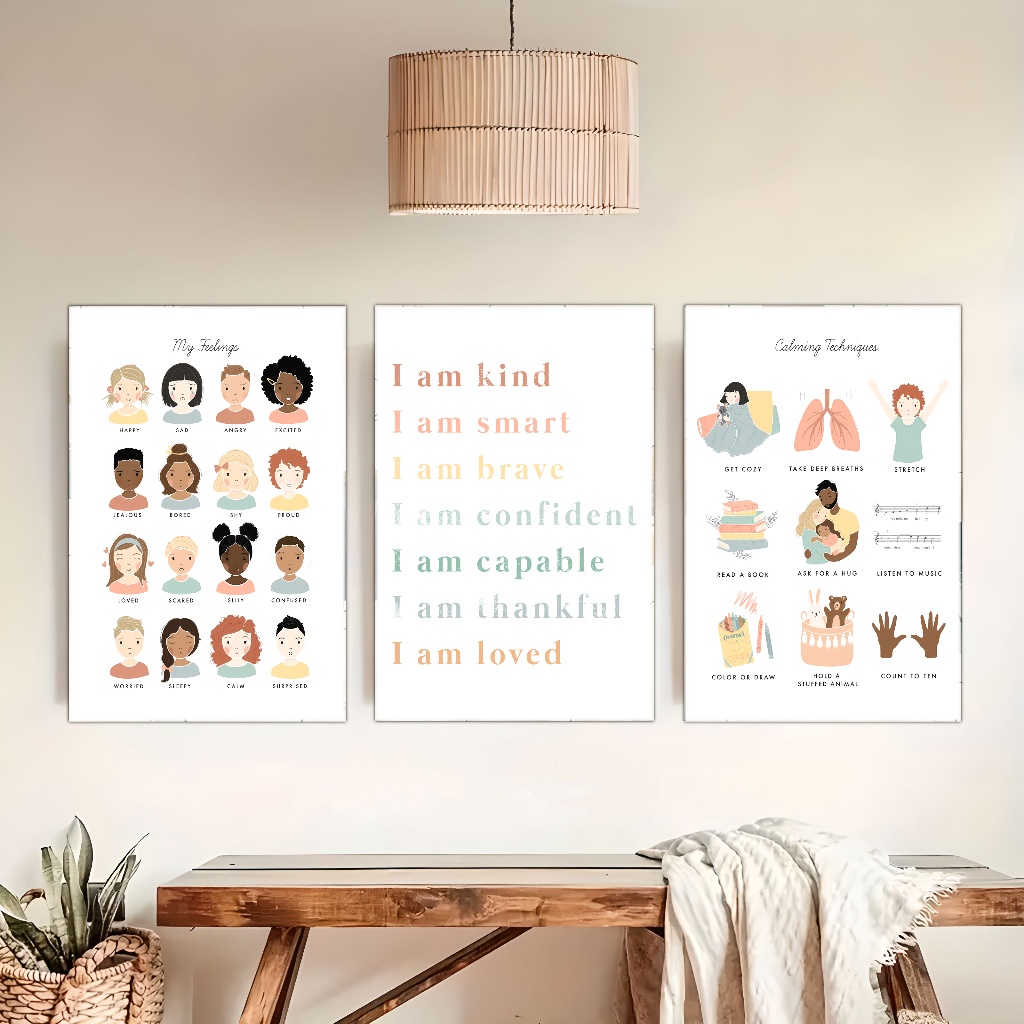 My Feelings
HAPPY SAD ANGRY EXCITED
JEALOUS BORED SHY PROUD
LOVED SCARED SILLY CONFUSED
WORRIED SLEEPY CALM SURPRISED
I am kind
I am smart
I am brave
I am confident
I am capable
I am thankful
I am loved
Calming Techniques
GET COZY TAKE DEEP BREATHS STRETCH
READ A BOOK ASK FOR A HUG LISTEN TO MUSIC
COLOR OR DRAW HOLD A STUFFED ANIMAL COUNT TO TEN